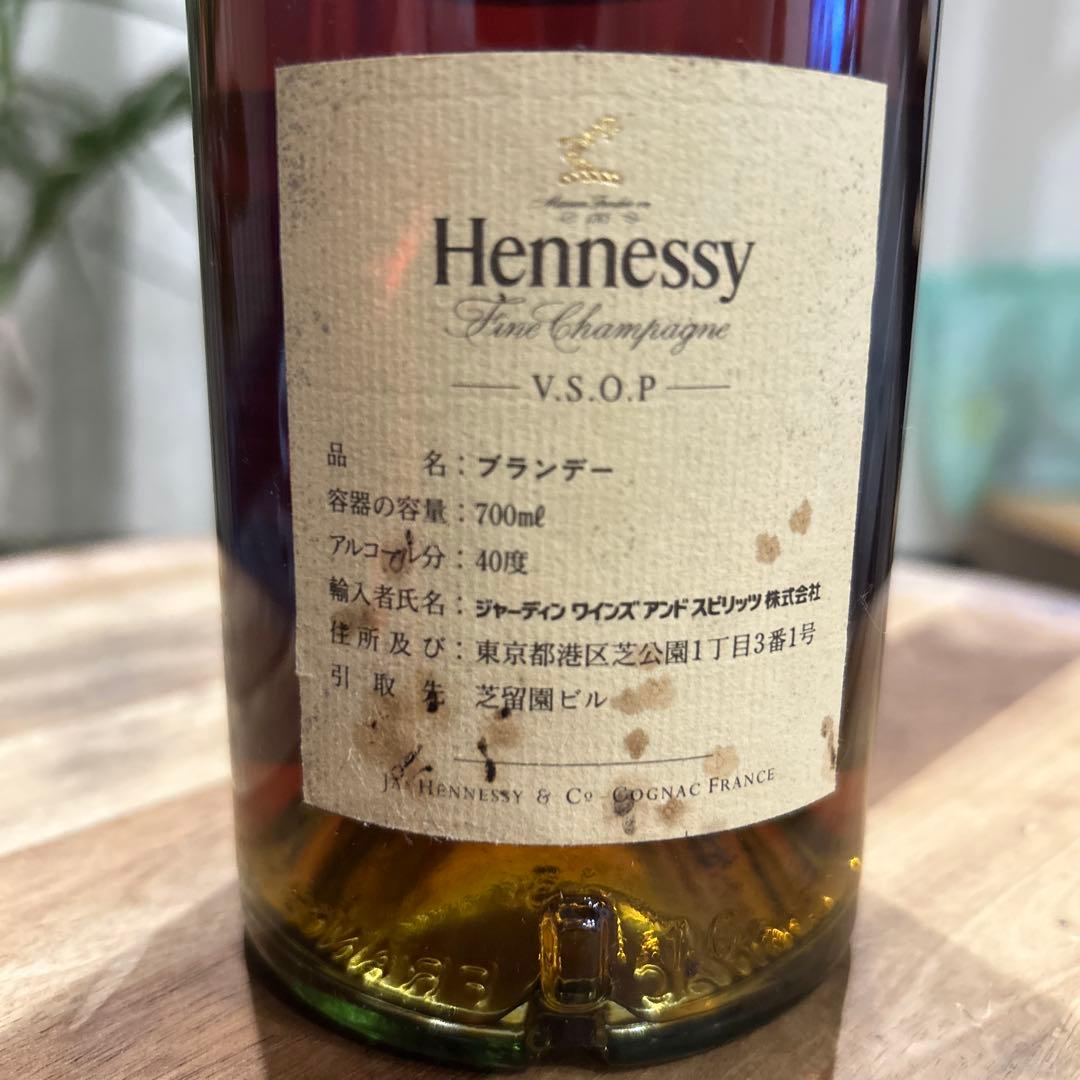 Hennessy
Fine Champagne
V.S.O.P
品名：ブランデー
容器の容量：700mℓ
アルコール分：40度
輸入者氏名：ジャーディン ワインズ アンド スピリッツ 株式会社
住所及び：東京都港区芝公園1丁目3番1号
引取先 芝留園ビル
JAs HENNESSY & Co COGNAC FRANCE